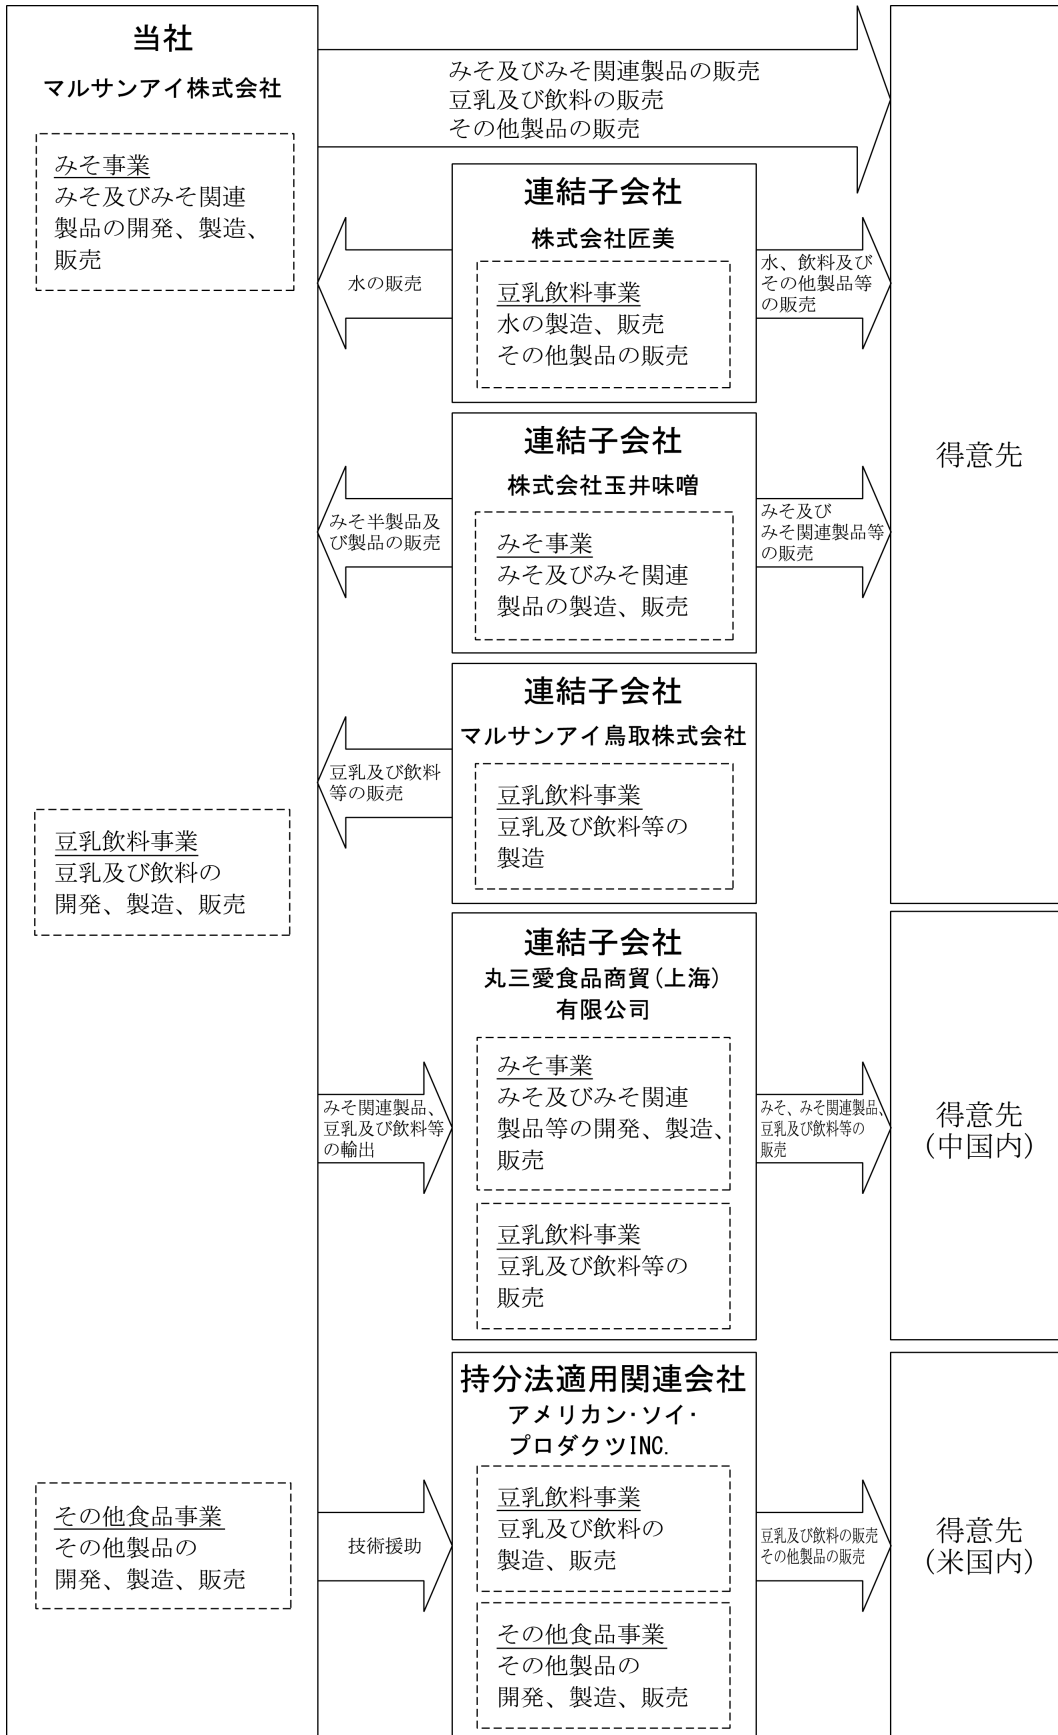 当社
マルサンアイ株式会社
みそ事業
みそ及びみそ関連
製品の開発、製造、
販売
豆乳飲料事業
豆乳及び飲料の
開発、製造、販売
その他食品事業
その他製品の
開発、製造、販売
みそ及びみそ関連製品の販売
豆乳及び飲料の販売
その他製品の販売
水の販売
連結子会社
株式会社匠美
豆乳飲料事業
水の製造、販売
その他製品の販売
水、飲料及び
その他製品等
の販売
みそ半製品及
び製品の販売
連結子会社
株式会社玉井味噌
みそ事業
みそ及びみそ関連
製品の製造、販売
みそ及び
みそ関連製品等
の販売
豆乳及び飲料
等の販売
連結子会社
マルサンアイ鳥取株式会社
豆乳飲料事業
豆乳及び飲料等の
製造
得意先
みそ関連製品、
豆乳及び飲料等
の輸出
連結子会社
丸三愛食品商貿(上海)
有限公司
みそ事業
みそ及びみそ関連
製品等の開発、製造、
販売
豆乳飲料事業
豆乳及び飲料等の
販売
みそ、みそ関連製品、
豆乳及び飲料等の
販売
得意先
(中国内)
技術援助
持分法適用関連会社
アメリカン・ソイ・
プロダクツINC.
豆乳飲料事業
豆乳及び飲料の
製造、販売
その他食品事業
その他製品の
開発、製造、販売
豆乳及び飲料の販売
その他製品の販売
得意先
(米国内)